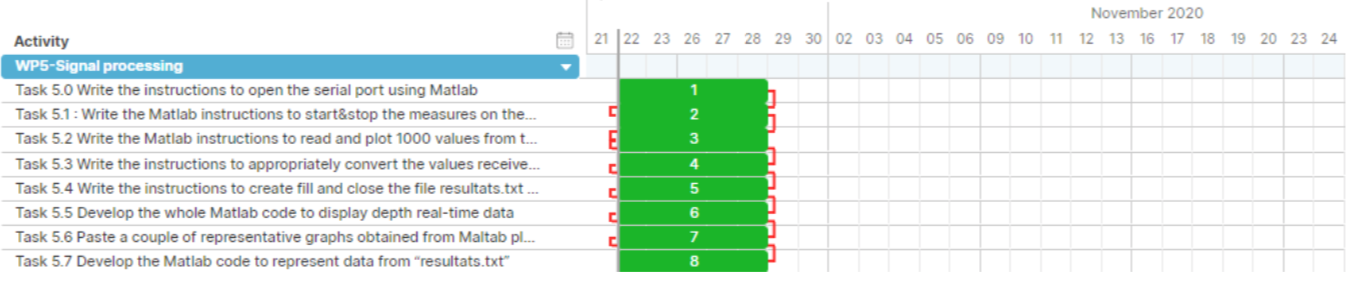 November 2020
Activity 21 22 23 26 27 28 29 30 02 03 04 05 06 09 10 11 12 13 16 17 18 19 20 23 24
WP5-Signal processing
Task 5.0 Write the instructions to open the serial port using Matlab 1
Task 5.1 : Write the Matlab instructions to start&stop the measures on the... 2
Task 5.2 Write the Matlab instructions to read and plot 1000 values from t... 3
Task 5.3 Write the instructions to appropriately convert the values receive... 4
Task 5.4 Write the instructions to create fill and close the file resultats.txt ... 5
Task 5.5 Develop the whole Matlab code to display depth real-time data 6
Task 5.6 Paste a couple of representative graphs obtained from Maltab pl... 7
Task 5.7 Develop the Matlab code to represent data from “resultats.txt” 8